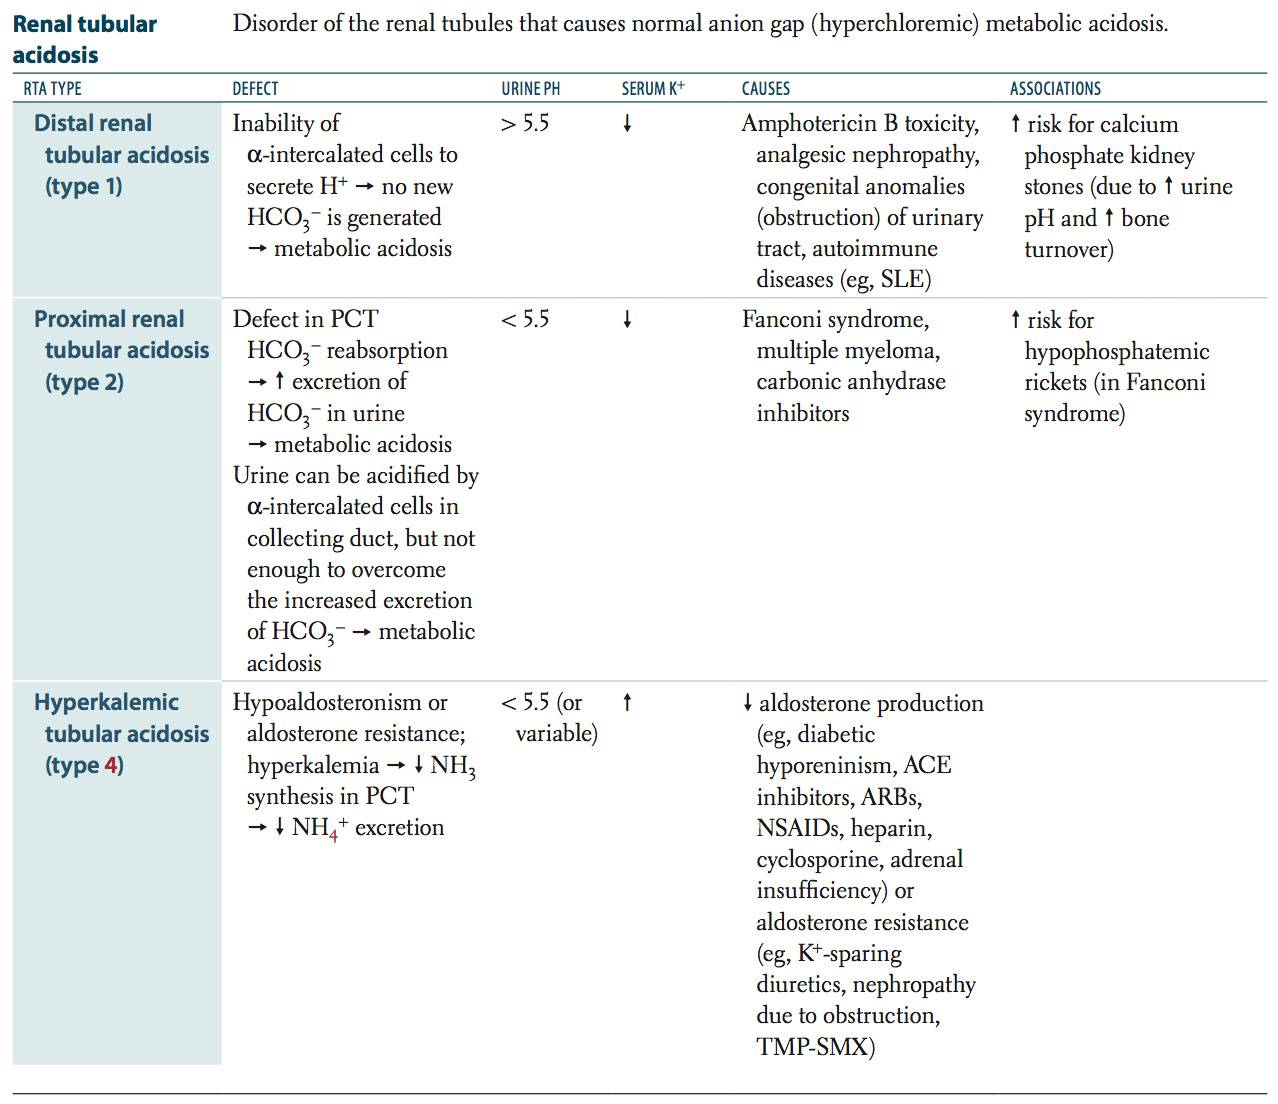 Renal tubular
acidosis
Disorder of the renal tubules that causes normal anion gap (hyperchloremic) metabolic acidosis.
RTA TYPE
DEFECT
URINE PH
SERUM K⁺
CAUSES
ASSOCIATIONS
Distal renal
tubular acidosis
(type 1)
Inability of
α-intercalated cells to
secrete H⁺ → no new
HCO₃⁻ is generated
→ metabolic acidosis
> 5.5
↓
Amphotericin B toxicity,
analgesic nephropathy,
congenital anomalies
(obstruction) of urinary
tract, autoimmune
diseases (eg, SLE)
↑ risk for calcium
phosphate kidney
stones (due to ↑ urine
pH and ↑ bone
turnover)
Proximal renal
tubular acidosis
(type 2)
Defect in PCT
HCO₃⁻ reabsorption
→ ↑ excretion of
HCO₃⁻ in urine
→ metabolic acidosis
Urine can be acidified by
α-intercalated cells in
collecting duct, but not
enough to overcome
the increased excretion
of HCO₃⁻ → metabolic
acidosis
< 5.5
↓
Fanconi syndrome,
multiple myeloma,
carbonic anhydrase
inhibitors
↑ risk for
hypophosphatemic
rickets (in Fanconi
syndrome)
Hyperkalemic
tubular acidosis
(type 4)
Hypoaldosteronism or
aldosterone resistance;
hyperkalemia → ↓ NH₃
synthesis in PCT
→ ↓ NH₄⁺ excretion
< 5.5 (or
variable)
↑
↓ aldosterone production
(eg, diabetic
hyporeninism, ACE
inhibitors, ARBs,
NSAIDs, heparin,
cyclosporine, adrenal
insufficiency) or
aldosterone resistance
(eg, K⁺-sparing
diuretics, nephropathy
due to obstruction,
TMP-SMX)